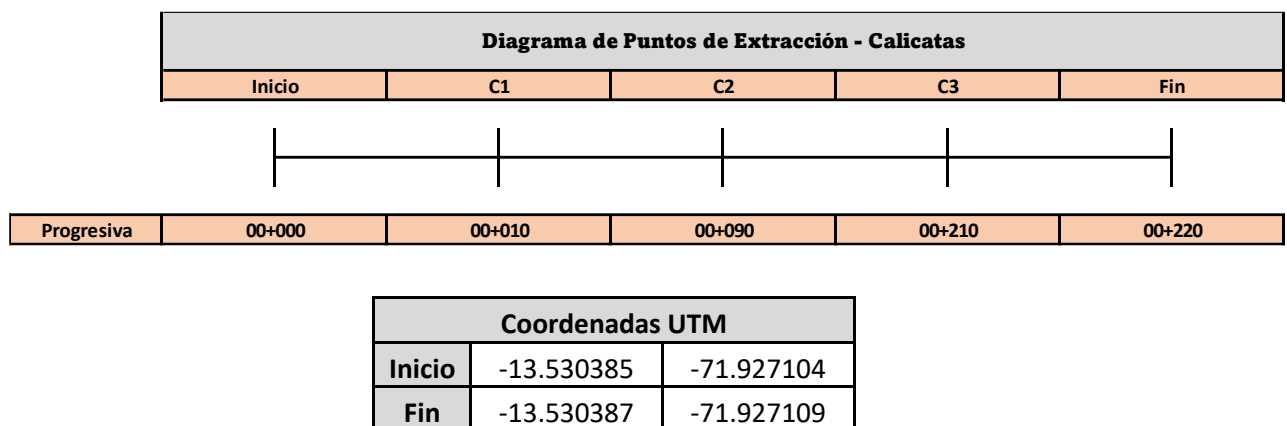 Diagrama de Puntos de Extracción - Calicatas
Inicio C1 C2 C3 Fin
Progresiva 00+000 00+010 00+090 00+210 00+220
Coordenadas UTM
Inicio -13.530385 -71.927104
Fin -13.530387 -71.927109